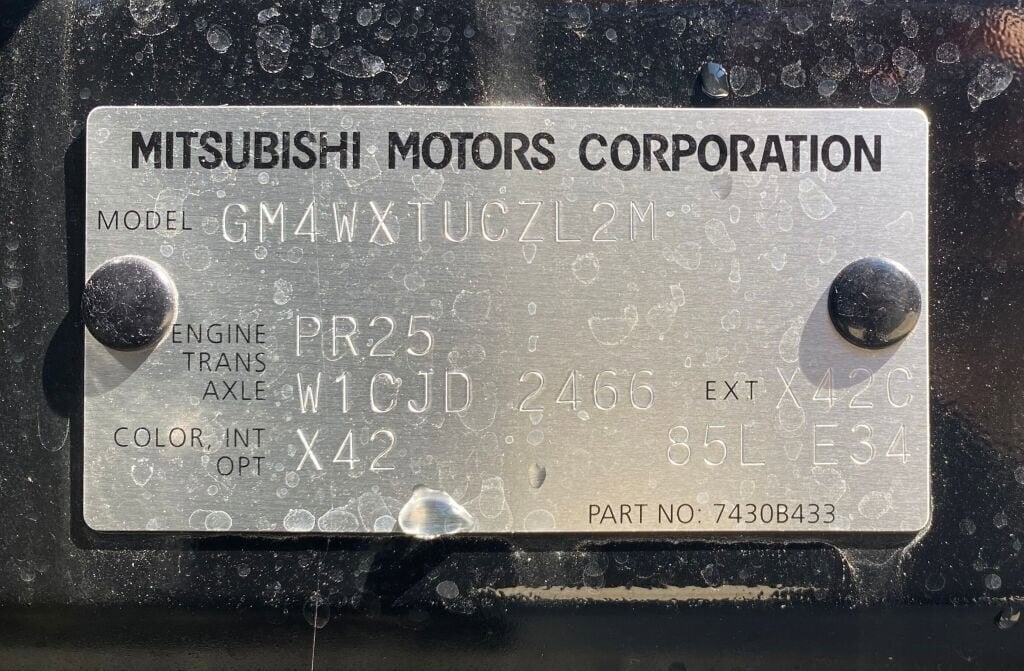 MITSUBISHI MOTORS CORPORATION
MODEL GM4WXTUCZL2M
ENGINE PR25
TRANS
AXLE W1CJD 2466 EXT X42C
COLOR, INT X42 85L E34
OPT
PART NO: 7430B433